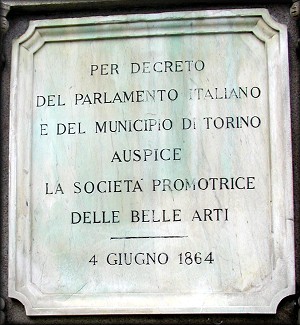 PER DECRETO
DEL PARLAMENTO ITALIANO
E DEL MUNICIPIO DI TORINO
AUSPICE
LA SOCIETÀ PROMOTRICE
DELLE BELLE ARTI
4 GIUGNO 1864